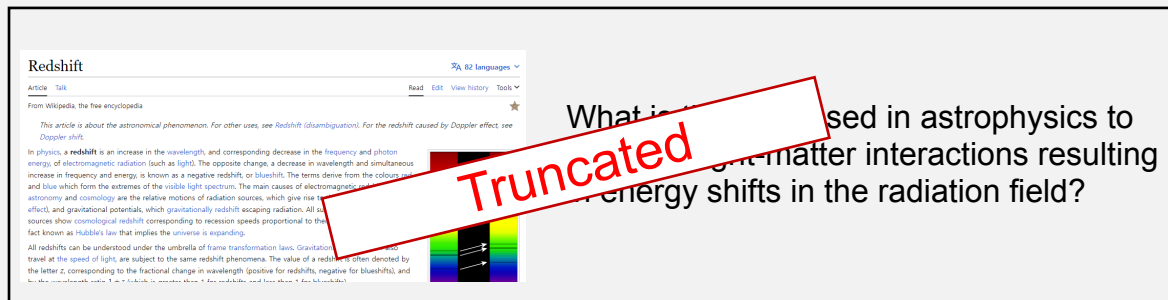 Redshift
文A 82 languages
Article Talk Read Edit View history Tools
From Wikipedia, the free encyclopedia
This article is about the astronomical phenomenon. For other uses, see Redshift (disambiguation). For the redshift caused by Doppler effect, see
Doppler shift.
In physics, a redshift is an increase in the wavelength, and corresponding decrease in the frequency and photon
energy, of electromagnetic radiation (such as light). The opposite change, a decrease in wavelength and simultaneous
increase in frequency and energy, is known as a negative redshift, or blueshift. The terms derive from the colours red
and blue which form the extremes of the visible light spectrum. The main causes of electromagnetic
astronomy and cosmology are the relative motions of radiation sources, which give rise
effect), and gravitational potentials, which gravitationally redshift escaping radiation. All
sources show cosmological redshift corresponding to recession speeds proportional to
fact known as Hubble's law that implies the universe is expanding.
All redshifts can be understood under the umbrella of frame transformation laws. also
travel at the speed of light, are subject to the same redshift phenomena. The value of a redshift is often denoted by
the letter z, corresponding to the fractional change in wavelength (positive for redshifts, negative for blueshifts), and
Truncated
What is sed in astrophysics to
-matter interactions resulting
energy shifts in the radiation field?